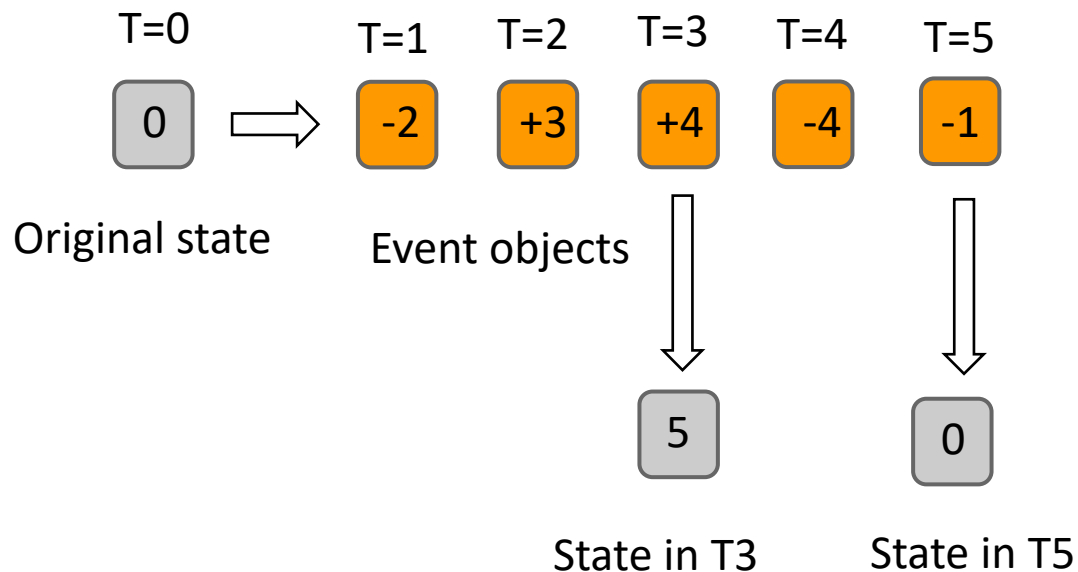 T=0 T=1 T=2 T=3 T=4 T=5
0 -2 +3 +4 -4 -1
Original state
Event objects
5 0
State in T3 State in T5